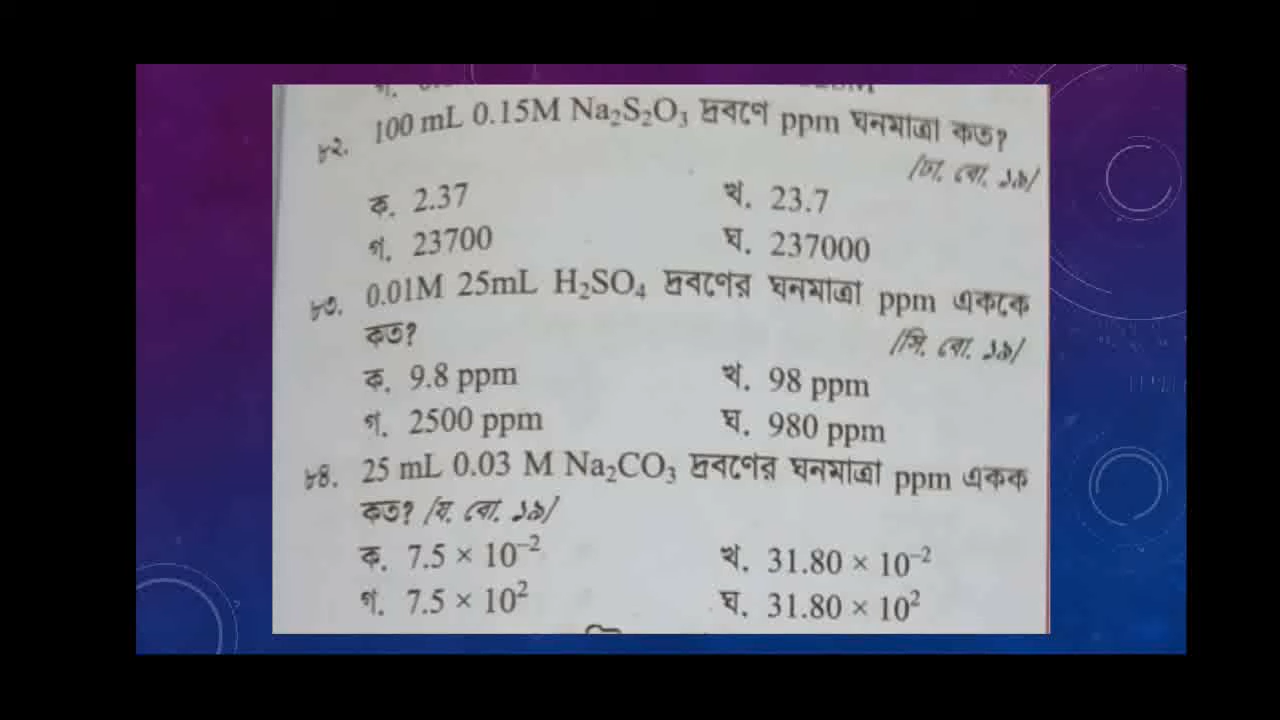 ৮২. 100 mL 0.15M Na₂S₂O₃ দ্রবণে ppm ঘনমাত্রা কত?
/ঢা. বো. ১৯/
ক. 2.37 খ. 23.7
গ. 23700 ঘ. 237000
৮৩. 0.01M 25mL H₂SO₄ দ্রবণের ঘনমাত্রা ppm এককে
কত? /সি. বো. ১৯/
ক. 9.8 ppm খ. 98 ppm
গ. 2500 ppm ঘ. 980 ppm
৮৪. 25 mL 0.03 M Na₂CO₃ দ্রবণের ঘনমাত্রা ppm একক
কত? /য. বো. ১৯/
ক. 7.5 × 10⁻² খ. 31.80 × 10⁻²
গ. 7.5 × 10² ঘ. 31.80 × 10²